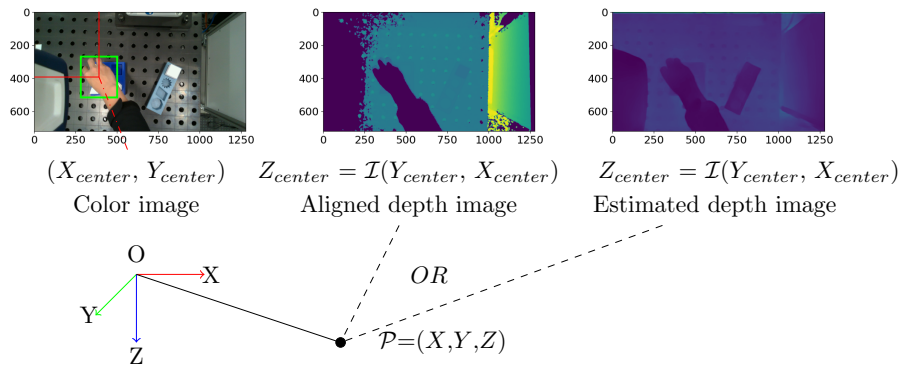 0
200
400
600
0 250 500 750 1000 1250
0
200
400
600
0 250 500 750 1000 1250
0
200
400
600
0 250 500 750 1000 1250
(X_center, Y_center)
Z_center = I(Y_center, X_center)
Z_center = I(Y_center, X_center)
Color image
Aligned depth image
Estimated depth image
O
X
OR
Y
P=(X,Y,Z)
Z